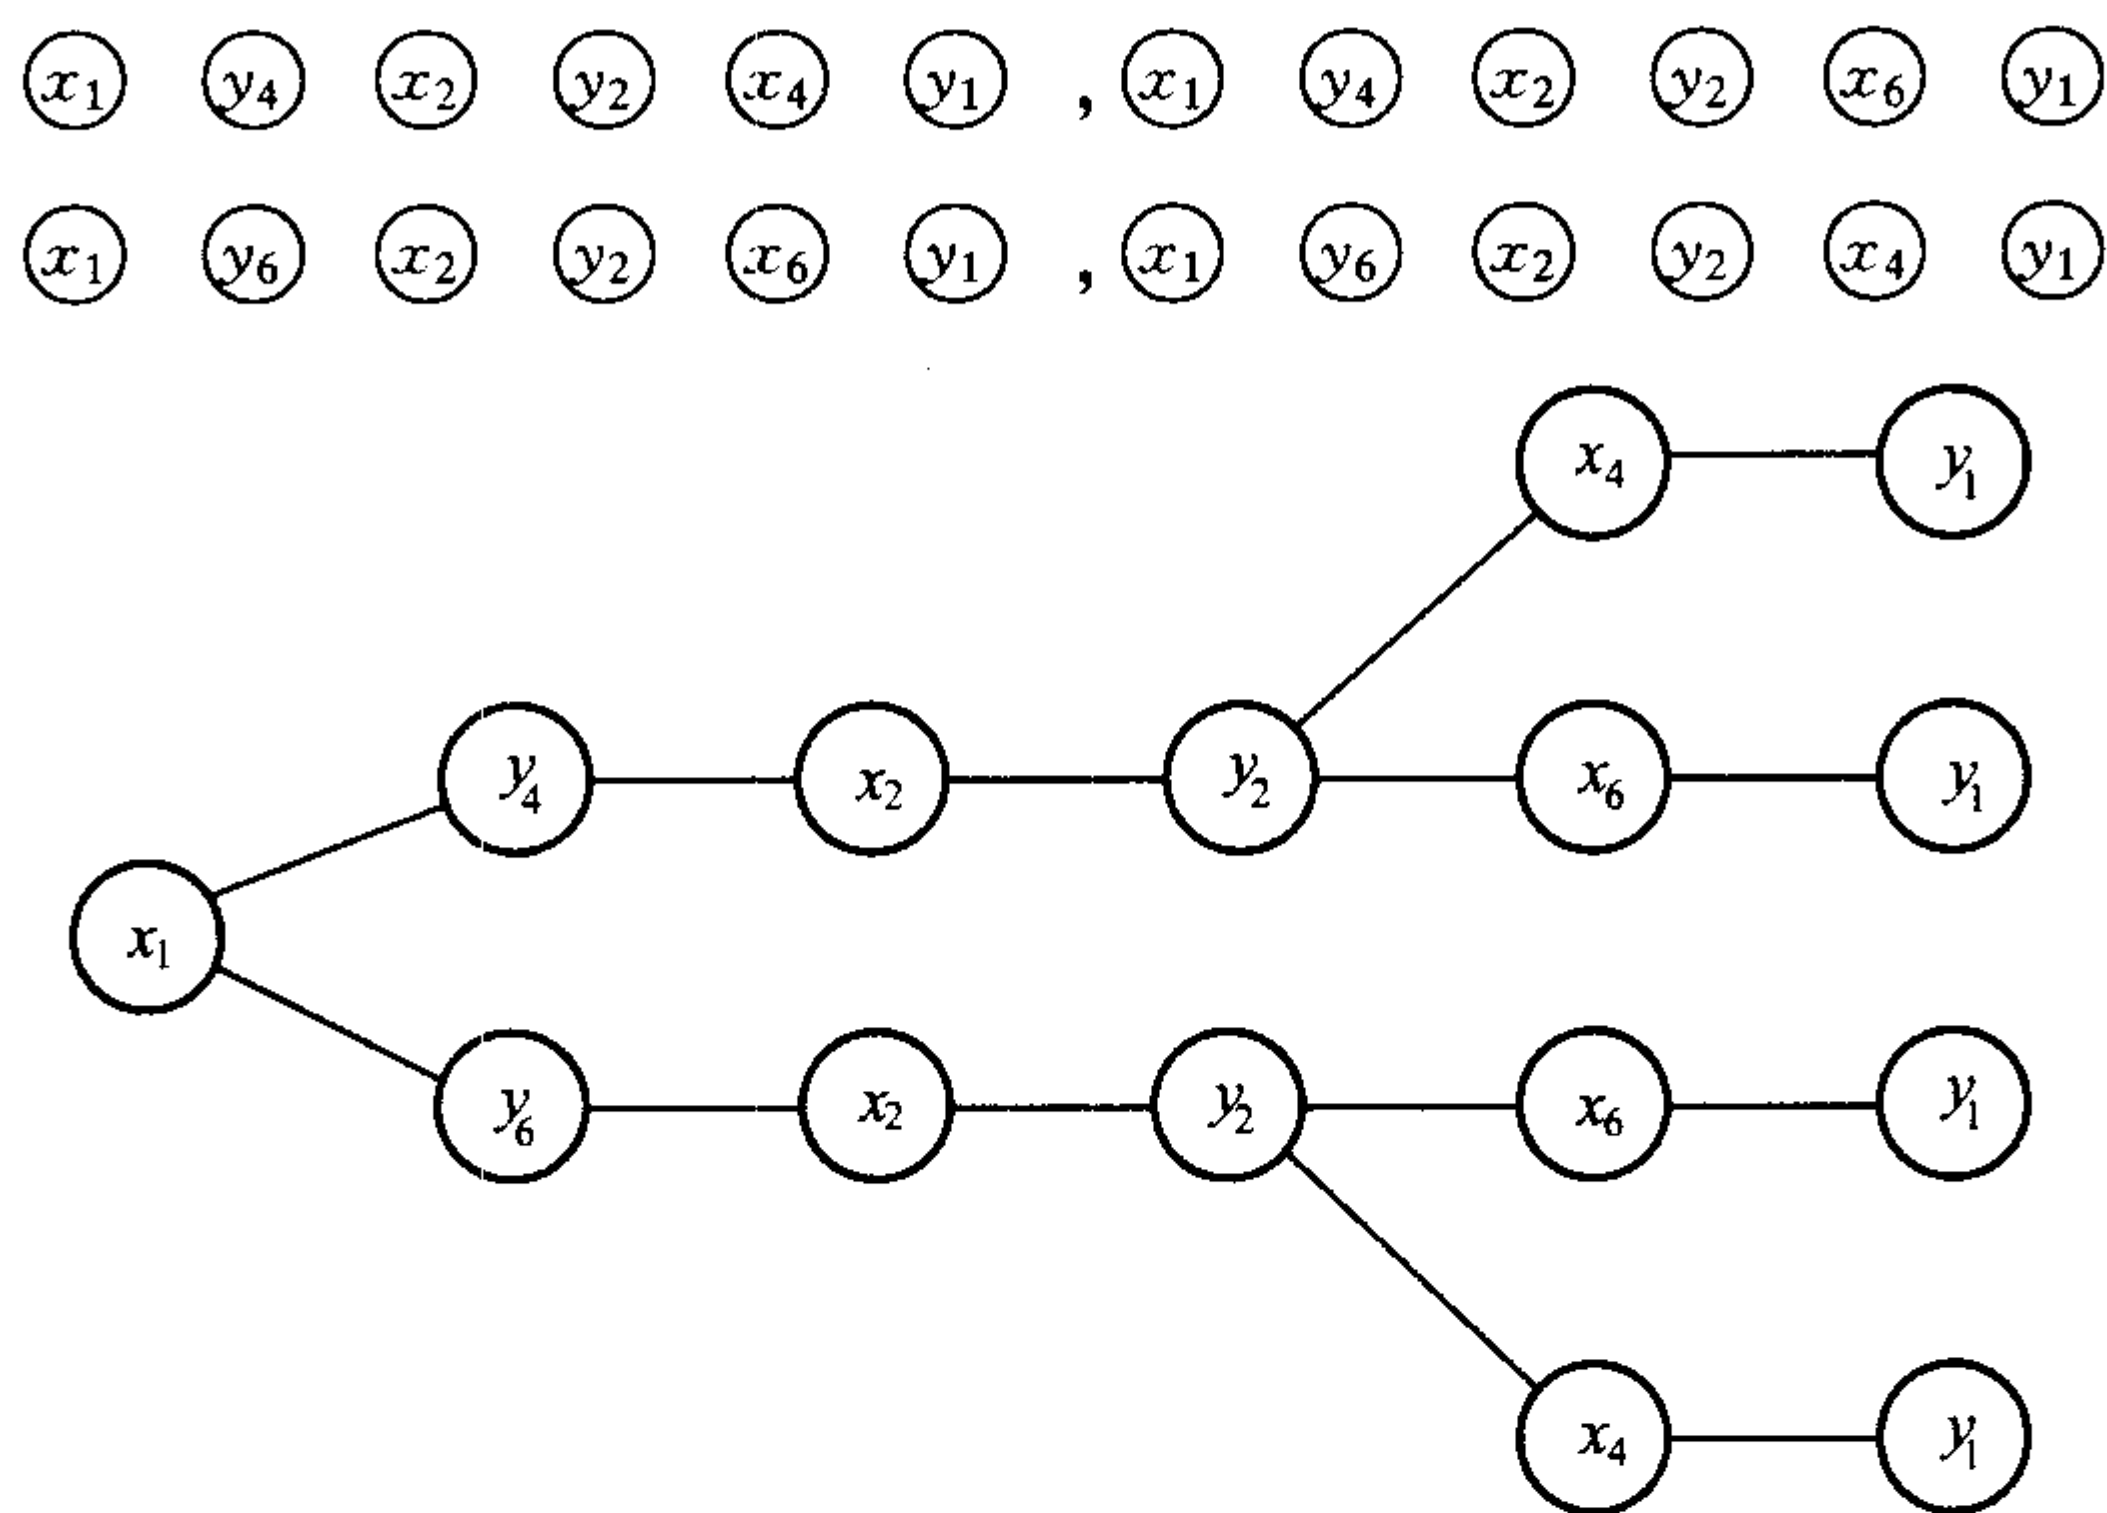 x₁ y₄ x₂ y₂ x₄ y₁ , x₁ y₄ x₂ y₂ x₆ y₁
x₁ y₆ x₂ y₂ x₆ y₁ , x₁ y₆ x₂ y₂ x₄ y₁
x₄ y₁
y₄ x₂ y₂ x₆ y₁
x₁
y₆ x₂ y₂ x₆ y₁
x₄ y₁